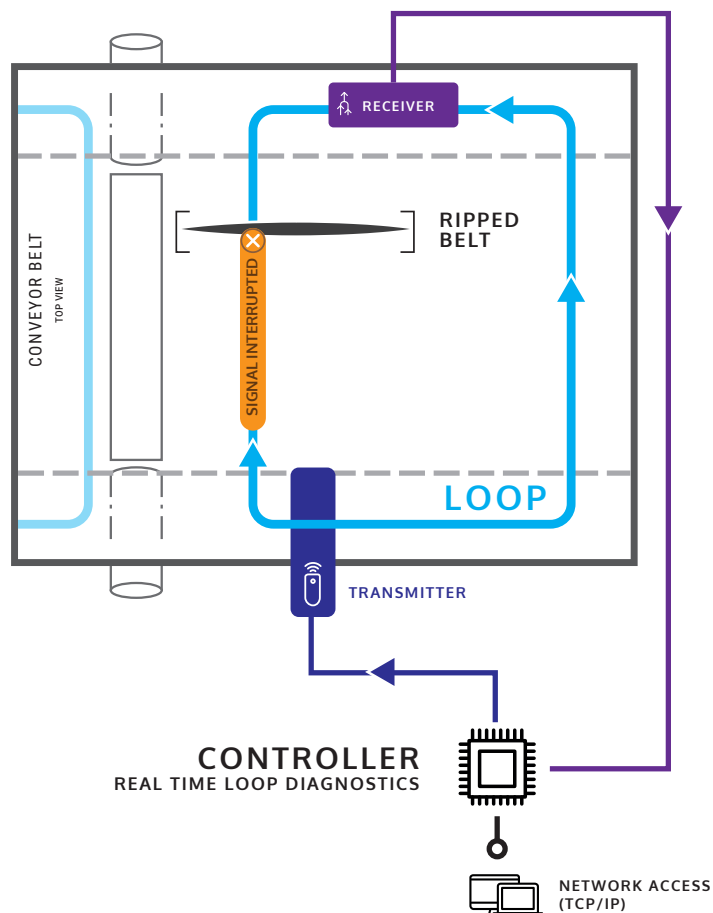 RECEIVER
RIPPED
BELT
CONVEYOR BELT
TOP VIEW
SIGNAL INTERRUPTED
LOOP
TRANSMITTER
CONTROLLER
REAL TIME LOOP DIAGNOSTICS
NETWORK ACCESS
(TCP/IP)